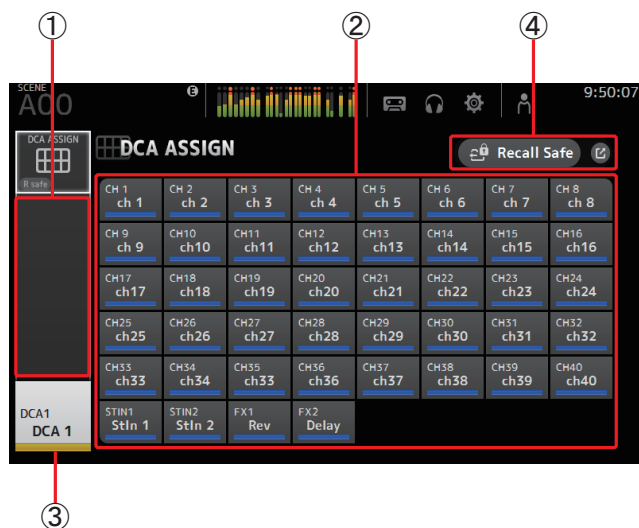 ① ② ④
SCENE
A00
E
9:50:07
DCA ASSIGN
R safe
DCA ASSIGN
Recall Safe
CH 1 CH 2 CH 3 CH 4 CH 5 CH 6 CH 7 CH 8
ch 1 ch 2 ch 3 ch 4 ch 5 ch 6 ch 7 ch 8
CH 9 CH10 CH11 CH12 CH13 CH14 CH15 CH16
ch 9 ch10 ch11 ch12 ch13 ch14 ch15 ch16
CH17 CH18 CH19 CH20 CH21 CH22 CH23 CH24
ch17 ch18 ch19 ch20 ch21 ch22 ch23 ch24
CH25 CH26 CH27 CH28 CH29 CH30 CH31 CH32
ch25 ch26 ch27 ch28 ch29 ch30 ch31 ch32
CH33 CH34 CH35 CH36 CH37 CH38 CH39 CH40
ch33 ch34 ch33 ch36 ch37 ch38 ch39 ch40
STIN1 STIN2 FX1 FX2
StIn 1 StIn 2 Rev Delay
DCA1
DCA 1
③